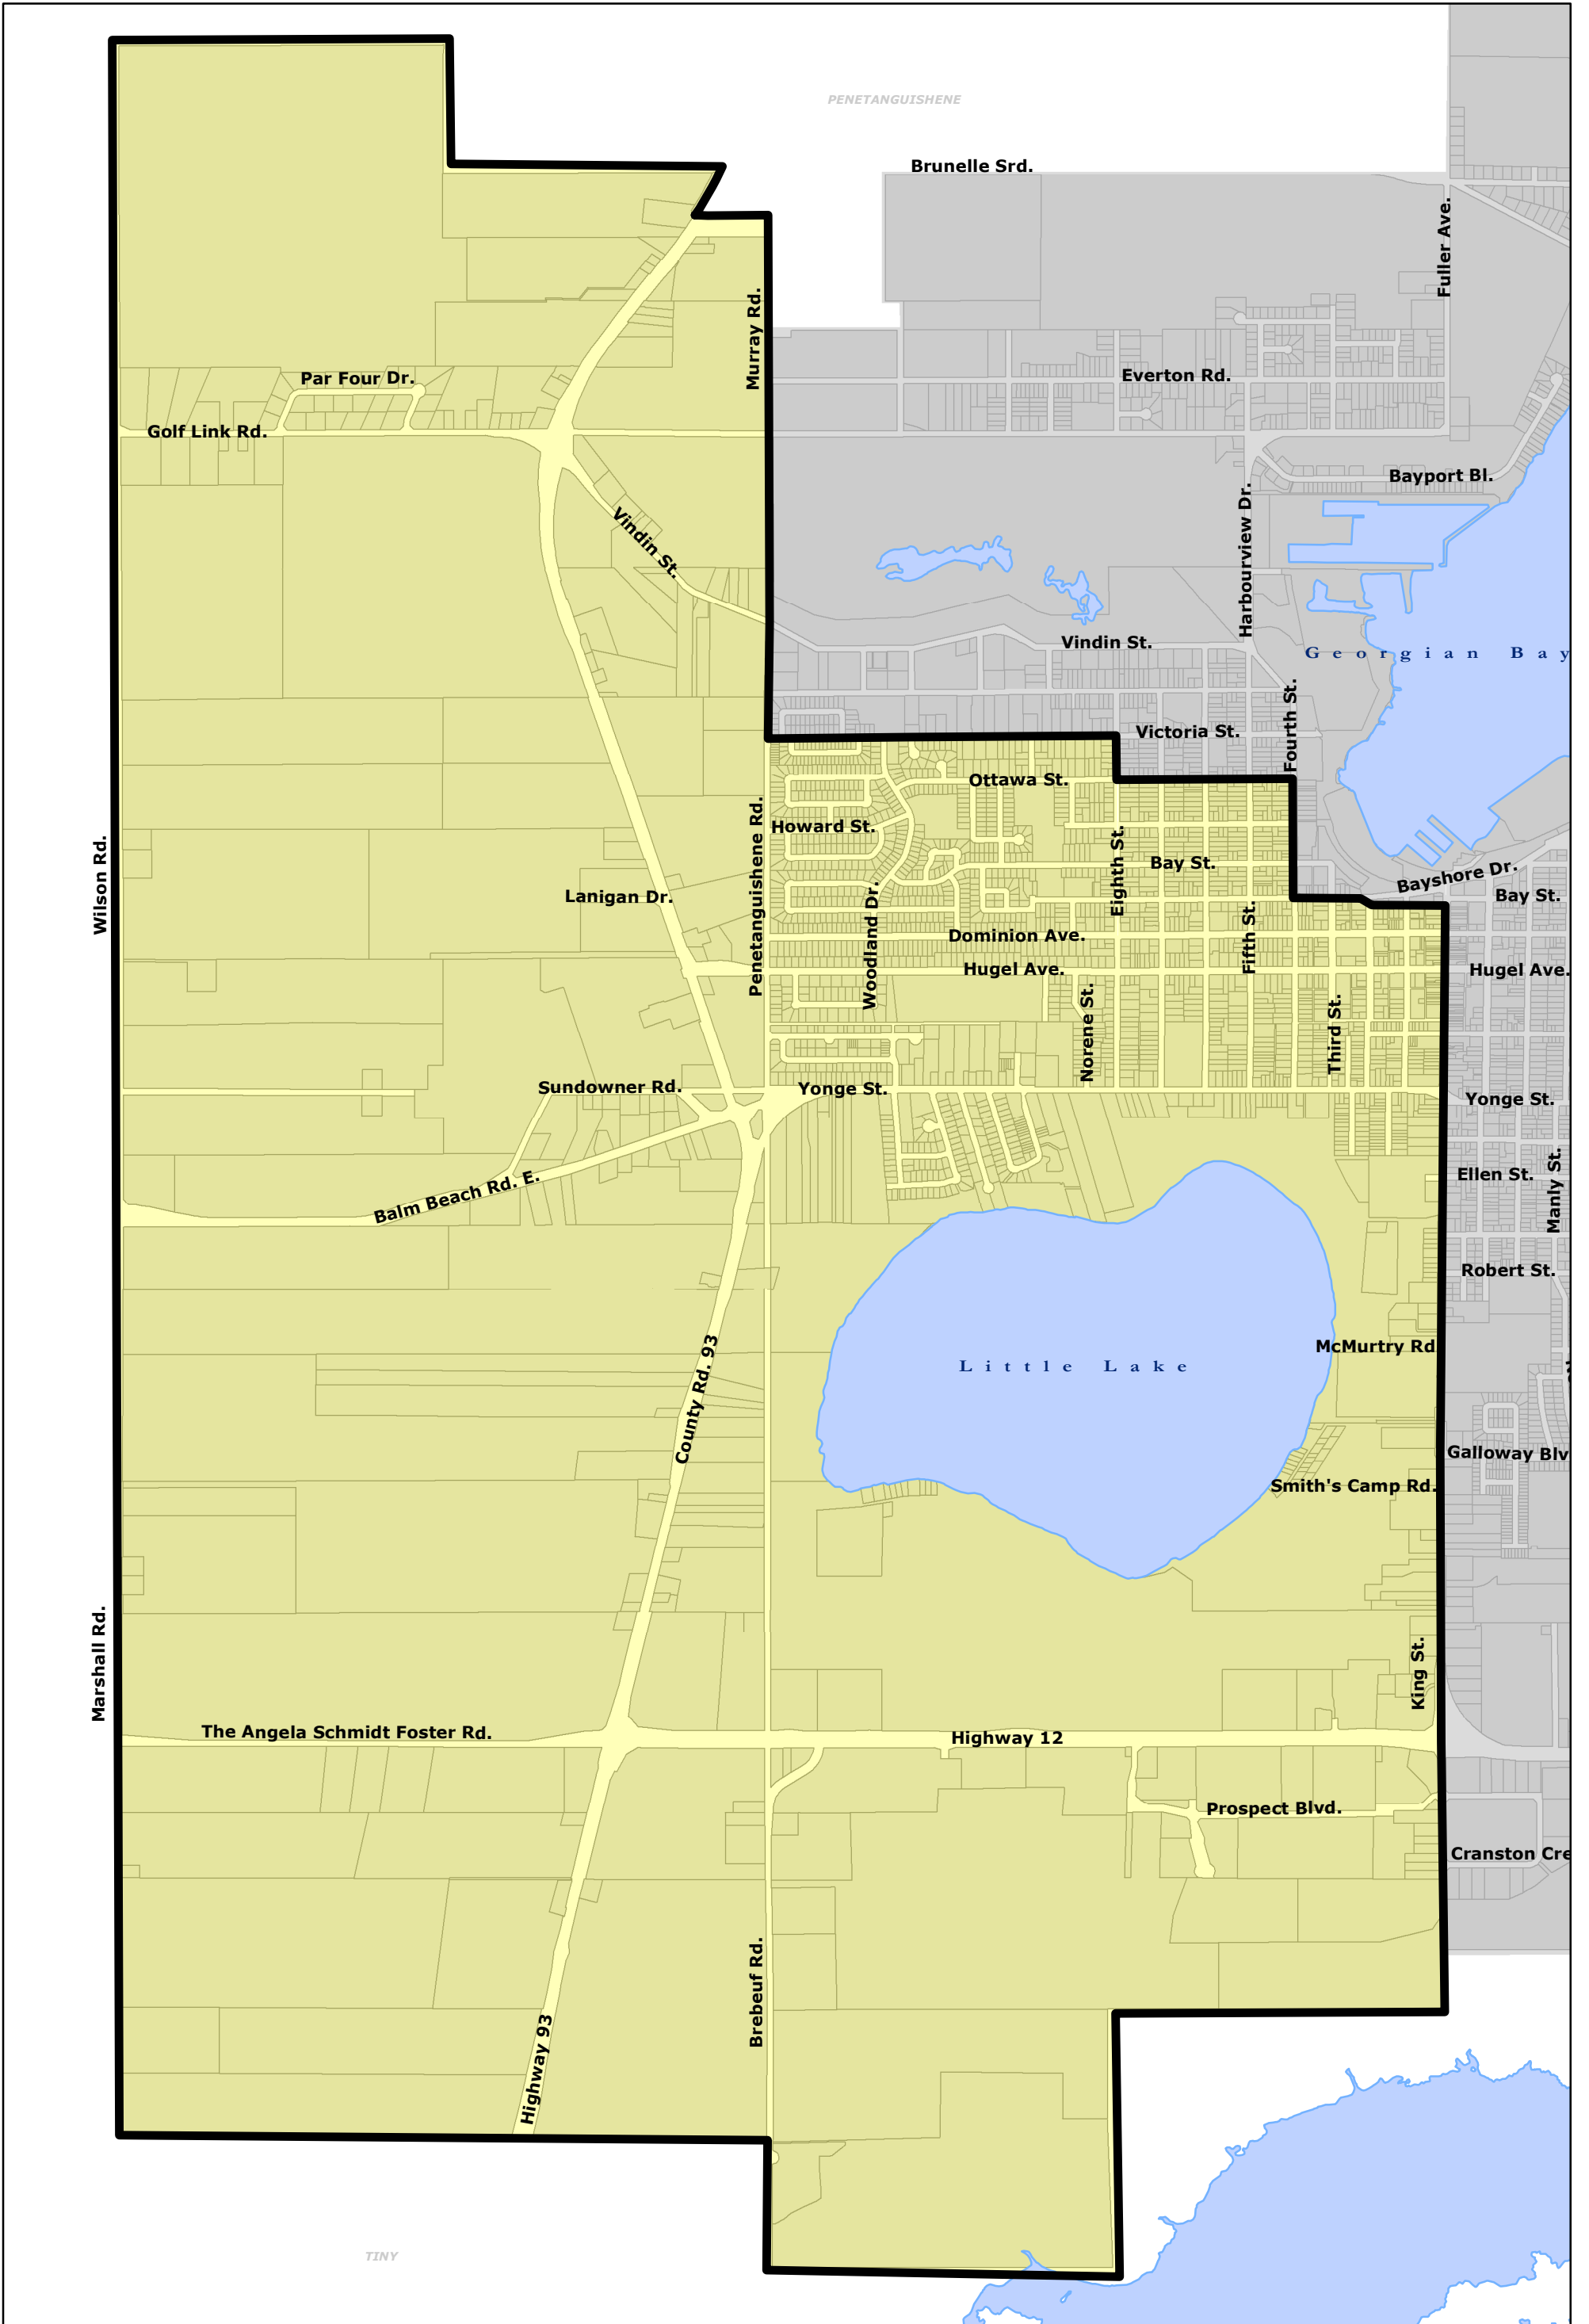 PENETANGUISHENE
Brunelle Srd.
Fuller Ave.
Murray Rd.
Everton Rd.
Par Four Dr.
Golf Link Rd.
Bayport Bl.
Harbourview Dr.
Vindin St.
Vindin St.
Georgian Bay
Fourth St.
Victoria St.
Ottawa St.
Penetanguishene Rd.
Howard St.
Eighth St.
Bay St.
Wilson Rd.
Lanigan Dr.
Woodland Dr.
Bayshore Dr.
Bay St.
Fifth St.
Dominion Ave.
Hugel Ave.
Hugel Ave.
Norene St.
Third St.
Sundowner Rd.
Yonge St.
Yonge St.
Balm Beach Rd. E.
Ellen St.
Manly St.
Robert St.
County Rd. 93
McMurtry Rd
Little Lake
Galloway Blv
Smith's Camp Rd.
Marshall Rd.
King St.
The Angela Schmidt Foster Rd.
Highway 12
Prospect Blvd.
Cranston Cre
Brebeuf Rd.
Highway 93
TINY